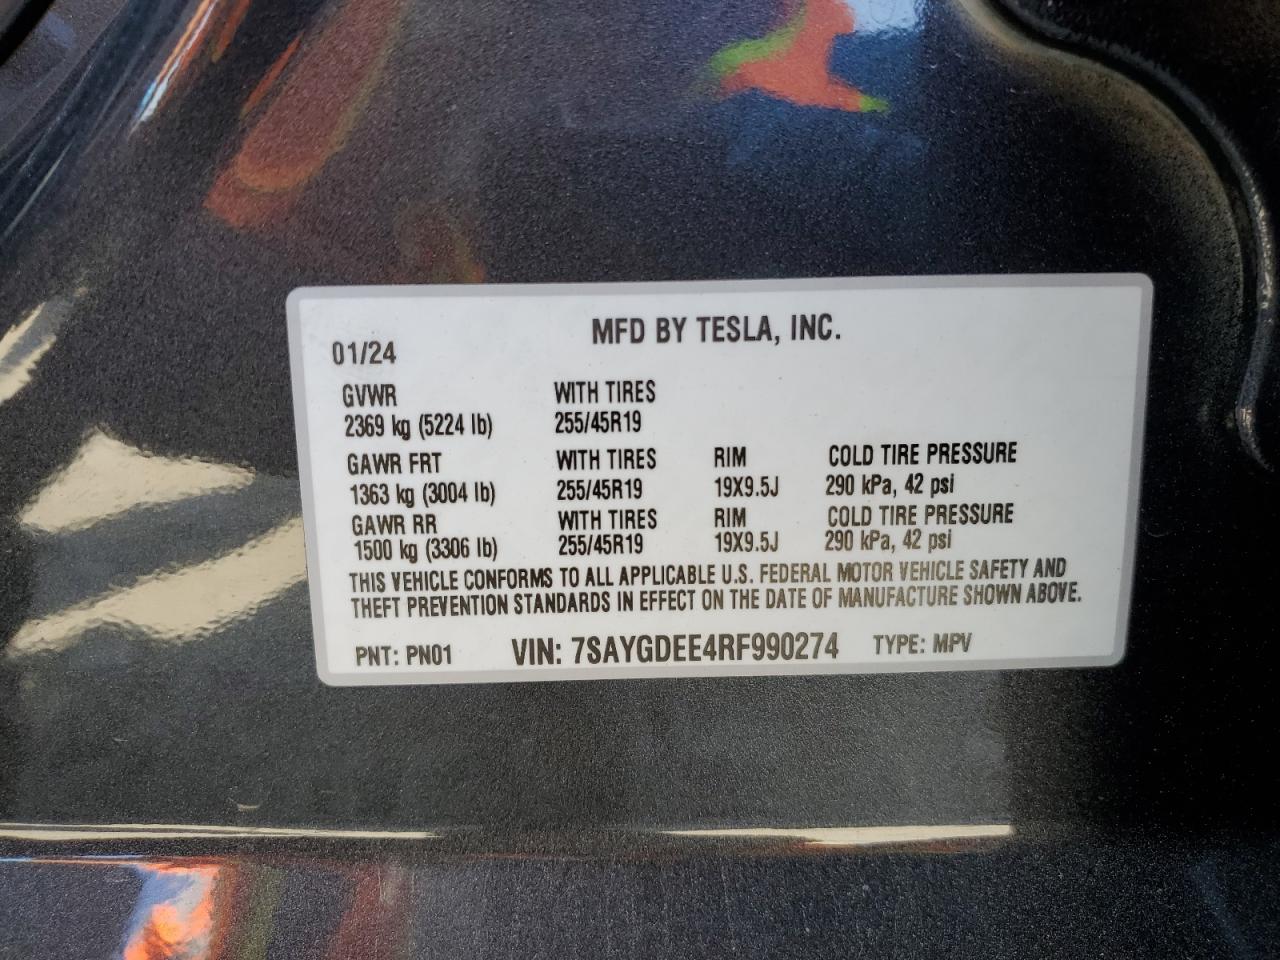 MFD BY TESLA, INC.
01/24
GVWR WITH TIRES
2369 kg (5224 lb) 255/45R19
GAWR FRT WITH TIRES RIM COLD TIRE PRESSURE
1363 kg (3004 lb) 255/45R19 19X9.5J 290 kPa, 42 psi
GAWR RR WITH TIRES RIM COLD TIRE PRESSURE
1500 kg (3306 lb) 255/45R19 19X9.5J 290 kPa, 42 psi
THIS VEHICLE CONFORMS TO ALL APPLICABLE U.S. FEDERAL MOTOR VEHICLE SAFETY AND
THEFT PREVENTION STANDARDS IN EFFECT ON THE DATE OF MANUFACTURE SHOWN ABOVE.
PNT: PN01 VIN: 7SAYGDEE4RF990274 TYPE: MPV